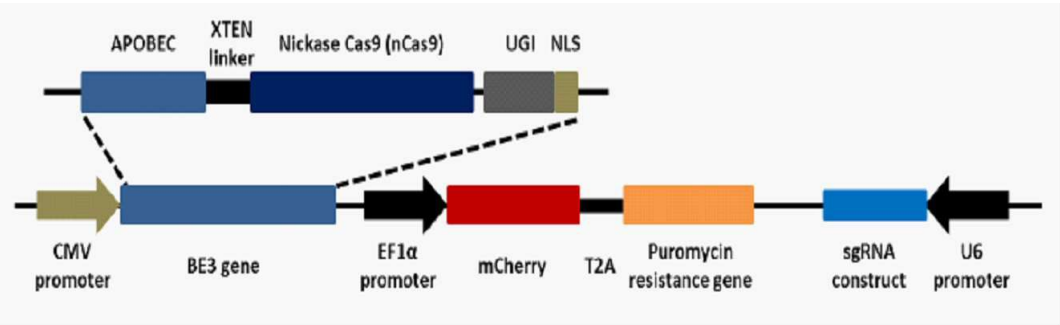 APOBEC
XTEN
linker
Nickase Cas9 (nCas9)
UGI
NLS
CMV
promoter
BE3 gene
EF1α
promoter
mCherry
T2A
Puromycin
resistance gene
sgRNA
construct
U6
promoter